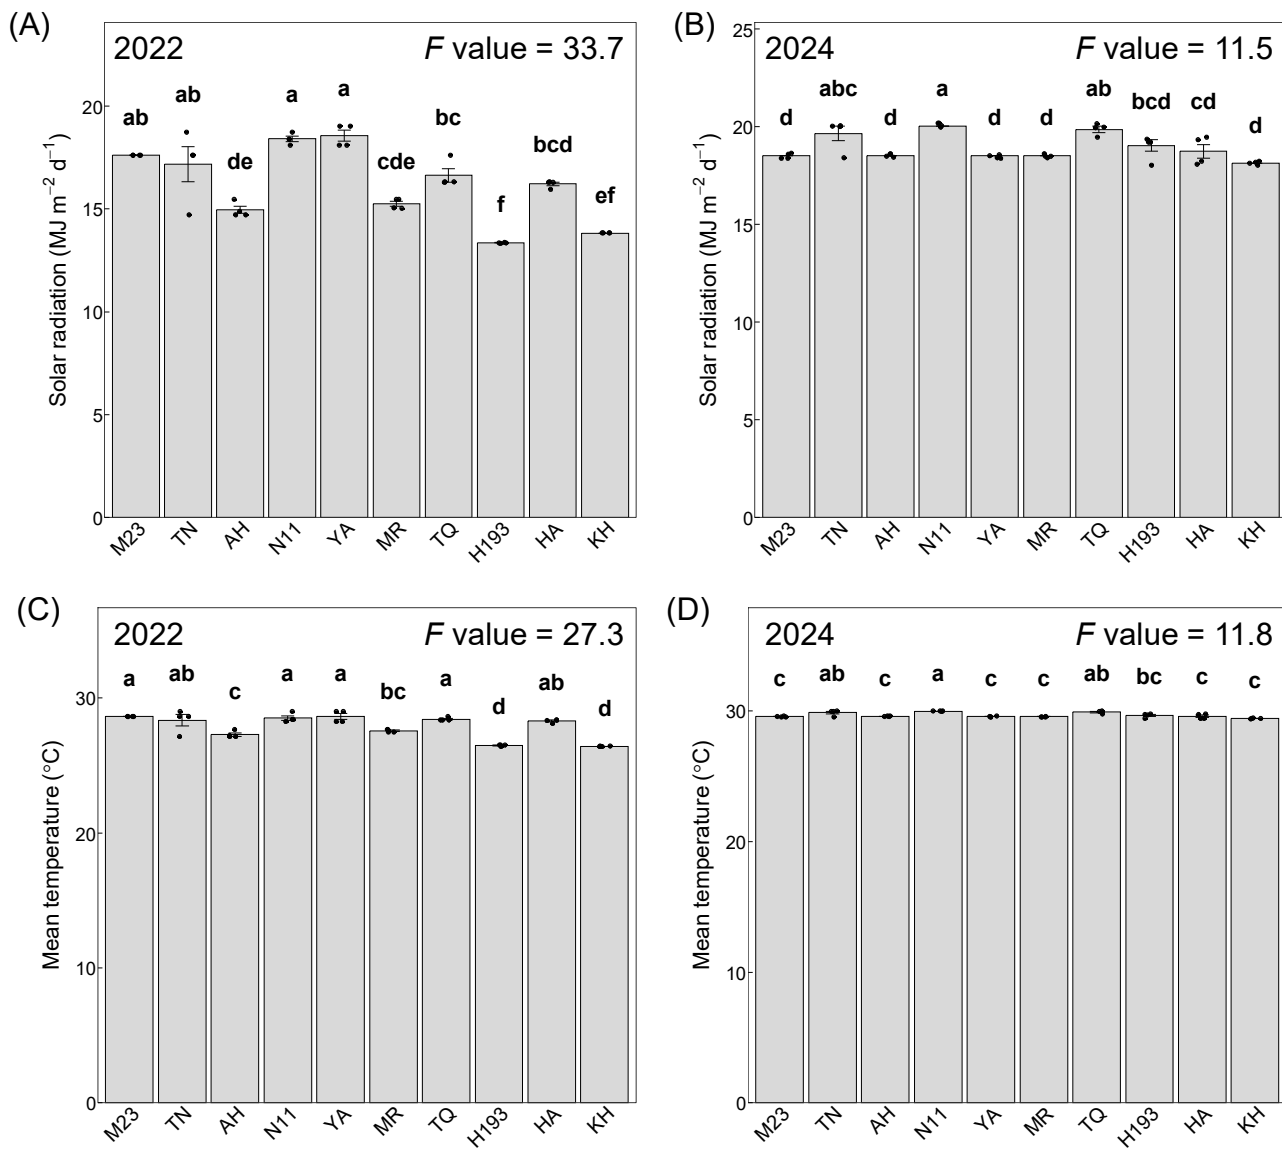 (A)
2022 F value = 33.7
Solar radiation (MJ m⁻² d⁻¹)
20
15
10
5
0
ab ab de a a cde bc f bcd ef
M23 TN AH N11 YA MR TQ H193 HA KH
(B)
2024 F value = 11.5
Solar radiation (MJ m⁻² d⁻¹)
25
20
15
10
5
0
d abc d a d d ab bcd cd d
M23 TN AH N11 YA MR TQ H193 HA KH
(C)
2022 F value = 27.3
Mean temperature (°C)
30
20
10
0
a ab c a a bc a d ab d
M23 TN AH N11 YA MR TQ H193 HA KH
(D)
2024 F value = 11.8
Mean temperature (°C)
30
20
10
0
c ab c a c c ab bc c c
M23 TN AH N11 YA MR TQ H193 HA KH